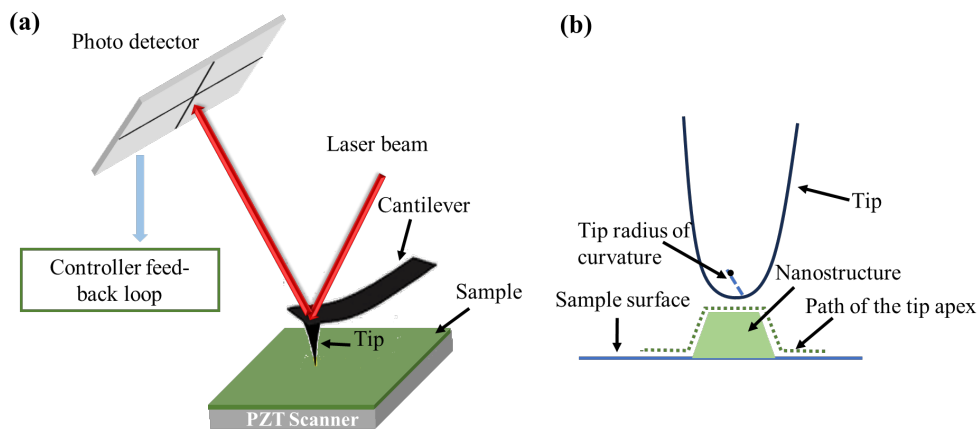 (a)
Photo detector
Laser beam
Cantilever
Controller feed-
back loop
Sample
Tip
PZT Scanner
(b)
Tip
Tip radius of
curvature
Nanostructure
Sample surface
Path of the tip apex